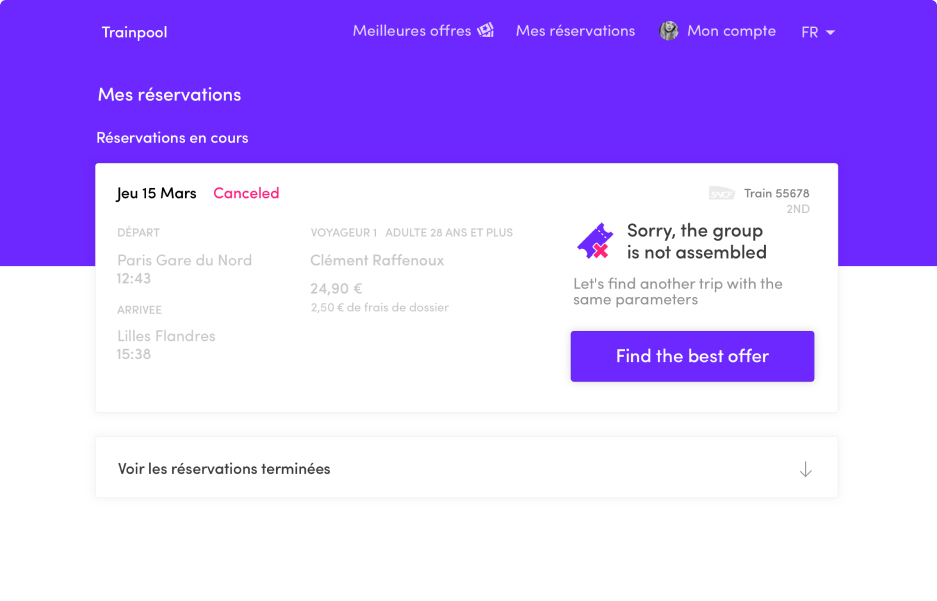 Trainpool
Meilleures offres
Mes réservations
Mon compte
FR
Mes réservations
Réservations en cours
Jeu 15 Mars Canceled
SNCF Train 55678
2ND
DÉPART
Paris Gare du Nord
12:43
ARRIVEE
Lilles Flandres
15:38
VOYAGEUR 1 ADULTE 28 ANS ET PLUS
Clément Raffenoux
24,90 €
2,50 € de frais de dossier
Sorry, the group
is not assembled
Let's find another trip with the
same parameters
Find the best offer
Voir les réservations terminées